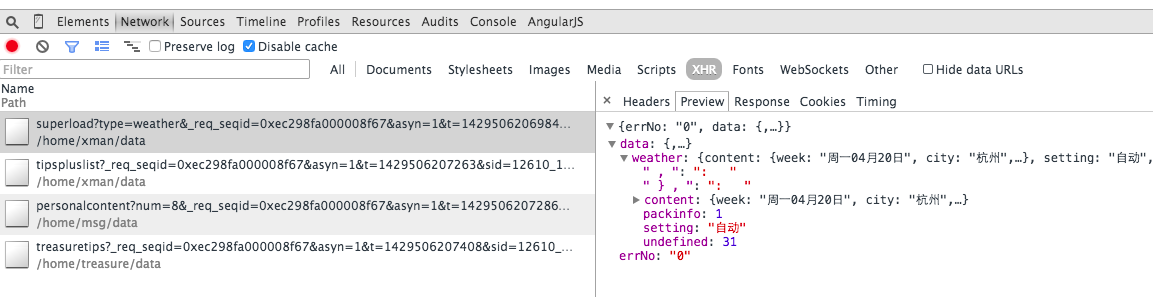 Elements Network Sources Timeline Profiles Resources Audits Console AngularJS
Preserve log Disable cache
Filter All Documents Stylesheets Images Media Scripts XHR Fonts WebSockets Other Hide data URLs
Name
Path
superload?type=weather&_req_seqid=0xec298fa000008f67&asyn=1&t=1429506206984...
/home/xman/data
tipspluslist?_req_seqid=0xec298fa000008f67&asyn=1&t=1429506207263&sid=12610_1...
/home/xman/data
personalcontent?num=8&_req_seqid=0xec298fa000008f67&asyn=1&t=1429506207286...
/home/msg/data
treasuretips?_req_seqid=0xec298fa000008f67&asyn=1&t=1429506207408&sid=12610_...
/home/treasure/data
× Headers Preview Response Cookies Timing
▼{errNo: "0", data: {,…}}
▼data: {,…}
▼weather: {content: {week: "周一04月20日", city: "杭州",…}, setting: "自动",
" , ": ": "
" } , ": ": "
▶content: {week: "周一04月20日", city: "杭州",…}
packinfo: 1
setting: "自动"
undefined: 31
errNo: "0"